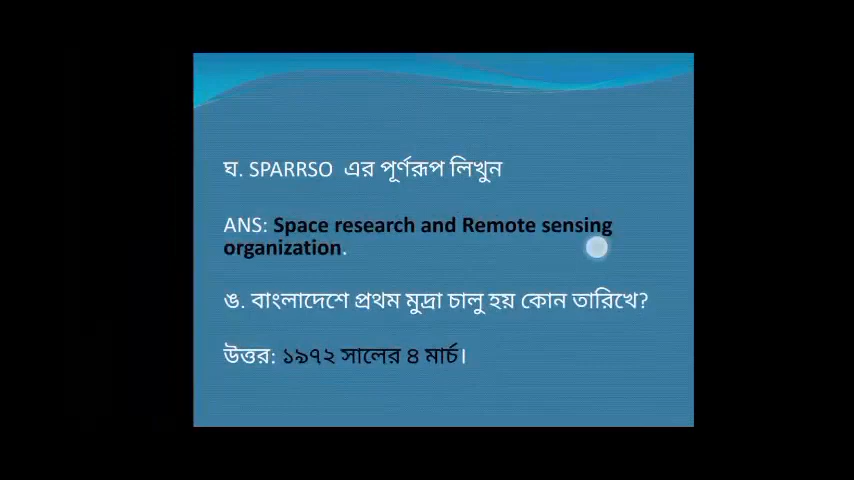 ঘ. SPARRSO এর পূর্ণরূপ লিখুন
ANS: Space research and Remote sensing
organization.
ঙ. বাংলাদেশে প্রথম মুদ্রা চালু হয় কোন তারিখে?
উত্তর: ১৯৭২ সালের ৪ মার্চ।